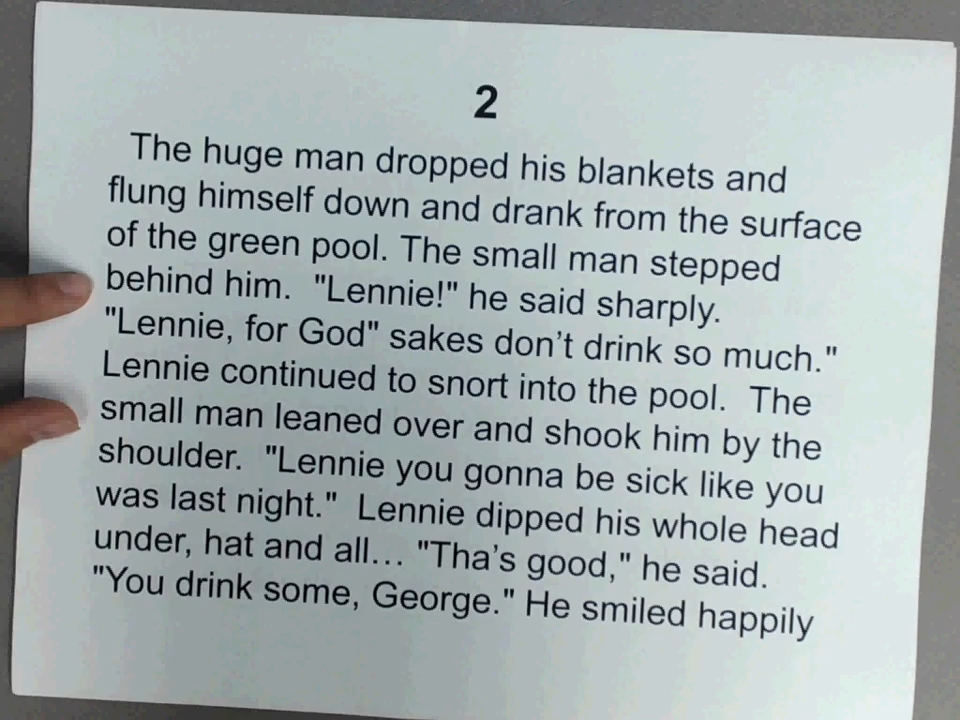 2
The huge man dropped his blankets and
flung himself down and drank from the surface
of the green pool. The small man stepped
behind him.  "Lennie!" he said sharply.
"Lennie, for God" sakes don’t drink so much."
Lennie continued to snort into the pool.  The
small man leaned over and shook him by the
shoulder.  "Lennie you gonna be sick like you
was last night."  Lennie dipped his whole head
under, hat and all… "Tha’s good," he said.
"You drink some, George." He smiled happily